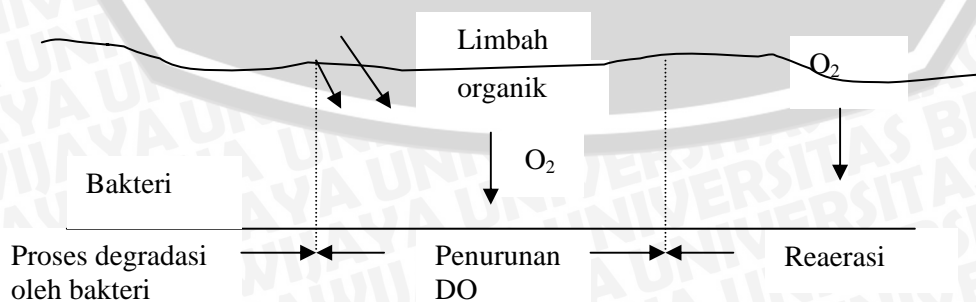 Limbah
organik
O₂
O₂
Bakteri
Proses degradasi
oleh bakteri
Penurunan
DO
Reaerasi